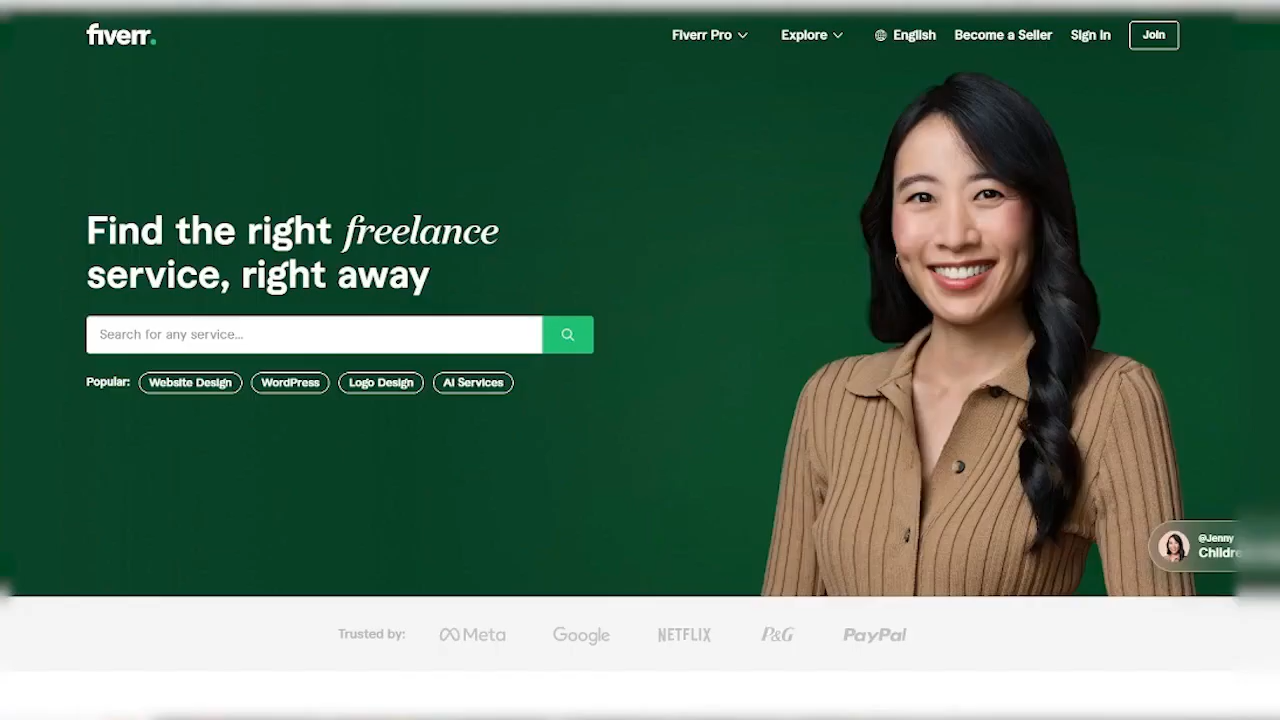 fiverr.
Fiverr Pro
Explore
English
Become a Seller
Sign in
Join
Find the right freelance
service, right away
Search for any service...
Popular:
Website Design
WordPress
Logo Design
AI Services
@Jenny
Trusted by:
Meta
Google
NETFLIX
P&G
PayPal